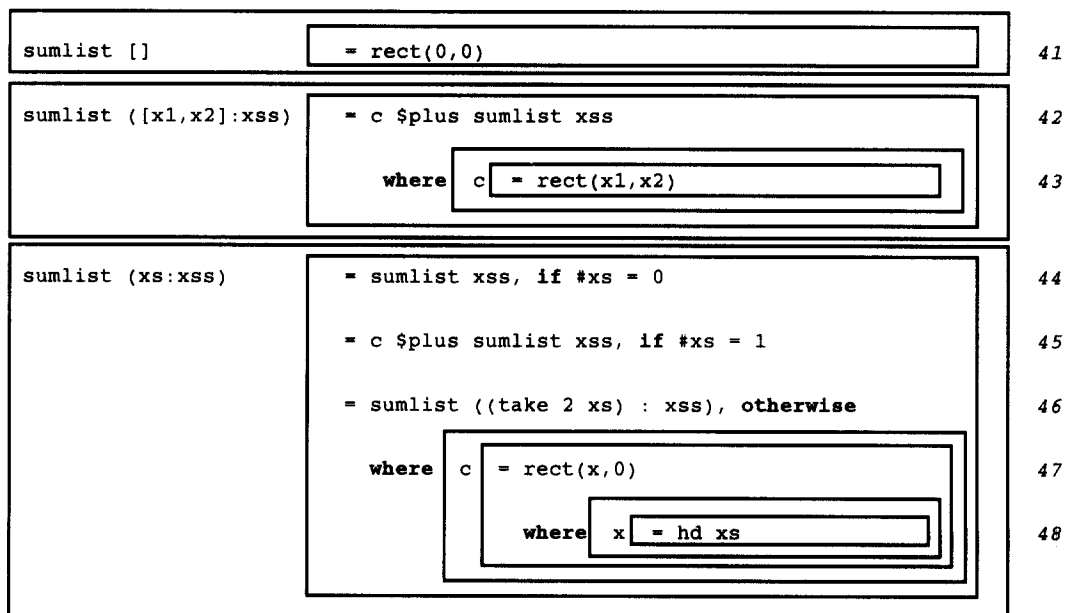 sumlist [] = rect(0,0) 41
sumlist ([x1,x2]:xss) = c $plus sumlist xss 42
where c = rect(x1,x2) 43
sumlist (xs:xss) = sumlist xss, if #xs = 0 44
= c $plus sumlist xss, if #xs = 1 45
= sumlist ((take 2 xs) : xss), otherwise 46
where c = rect(x,0) 47
where x = hd xs 48